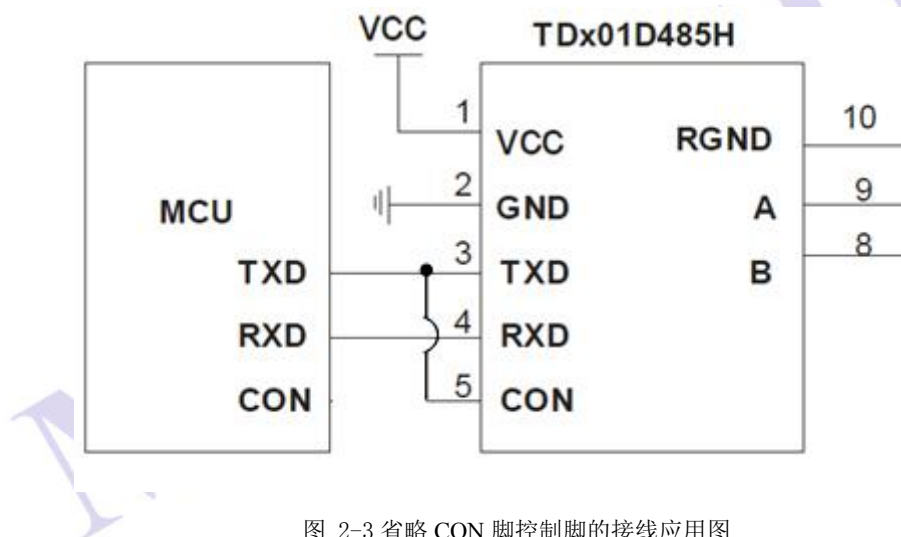 VCC
TDx01D485H
1
VCC
RGND
10
MCU
2
GND
A
9
TXD
3
TXD
B
8
RXD
4
RXD
CON
5
CON
图 2-3 省略 CON 脚控制脚的接线应用图